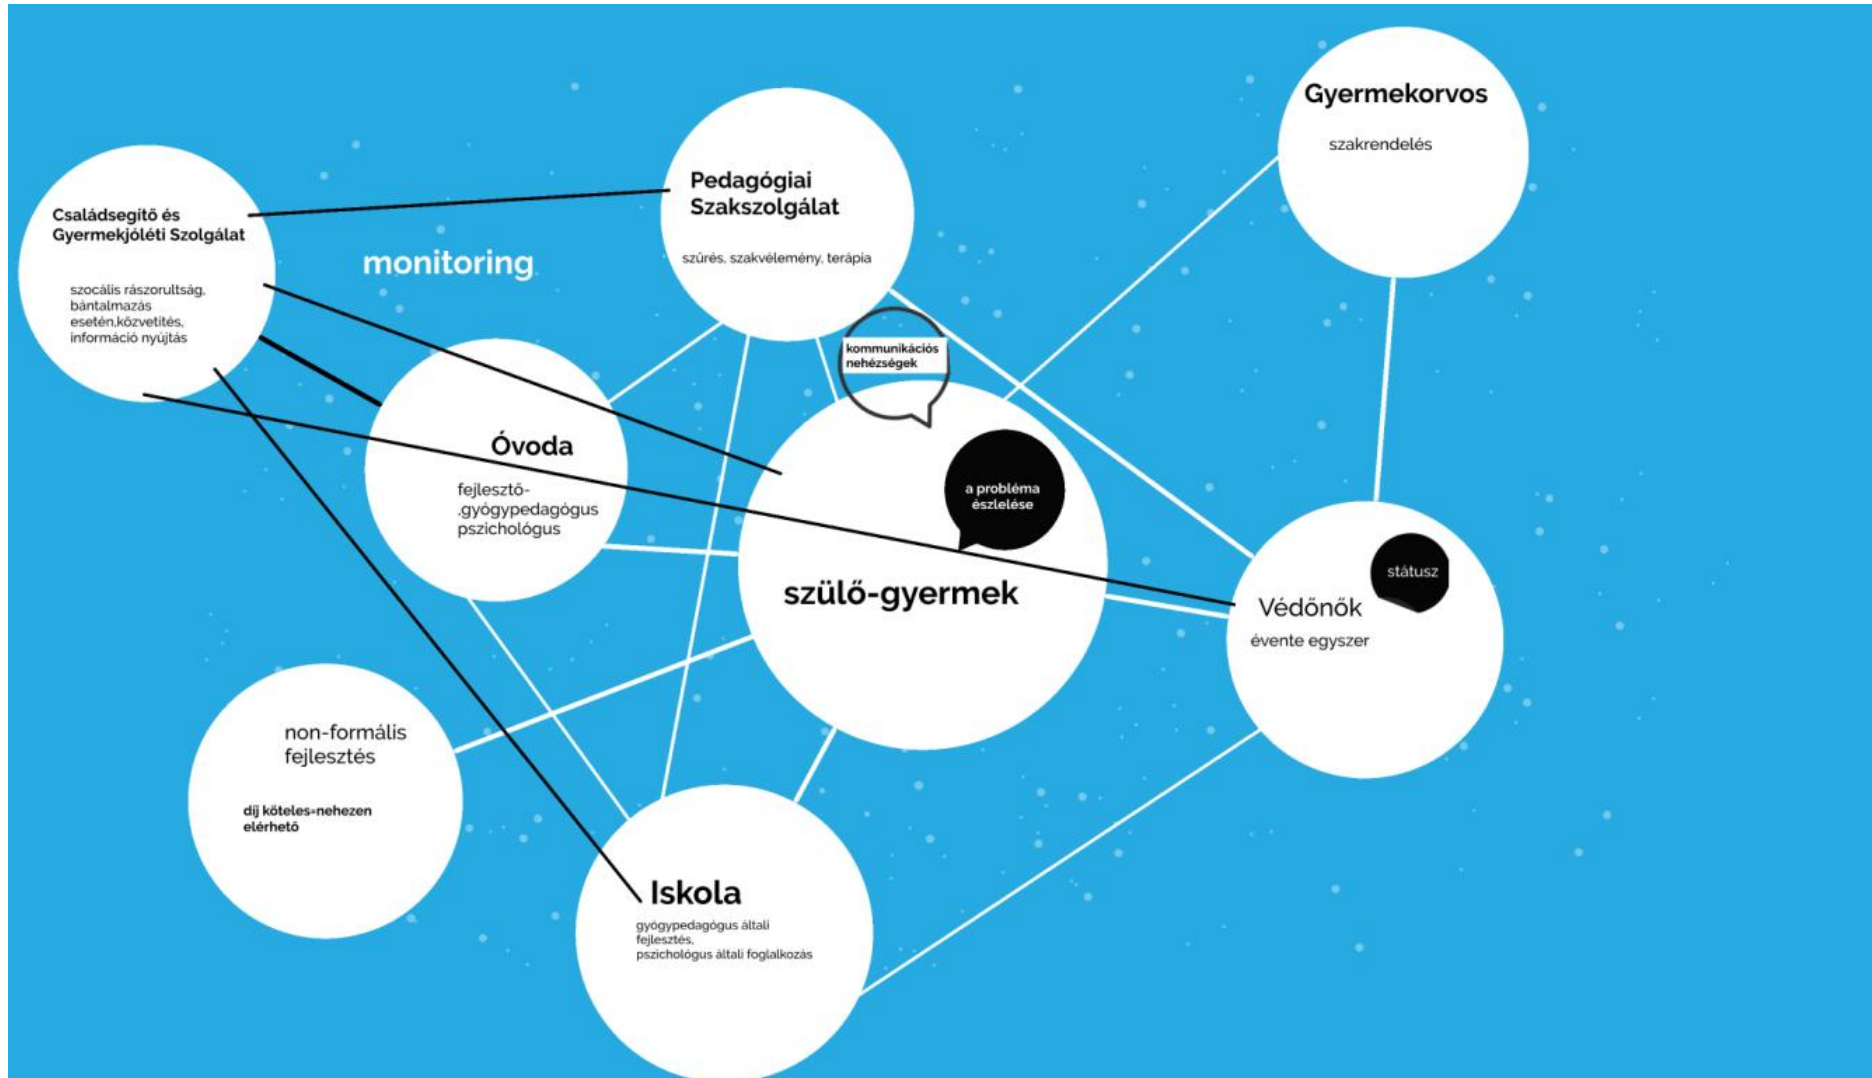 Gyermekorvos
szakrendelés
Pedagógiai
Szakszolgálat
szűrés, szakvélemény, terápia
Családsegítő és
Gyermekjóléti Szolgálat
szocális rászorultság,
bántalmazás
esetén,közvetítés,
információ nyújtás
monitoring
kommunikációs
nehézségek
Óvoda
fejlesztő-
,gyógypedagógus
pszichológus
a probléma
észlelése
szülő-gyermek
státusz
Védőnők
évente egyszer
non-formális
fejlesztés
díj köteles=nehezen
elérhető
Iskola
gyógypedagógus általi
fejlesztés,
pszichológus általi foglalkozás